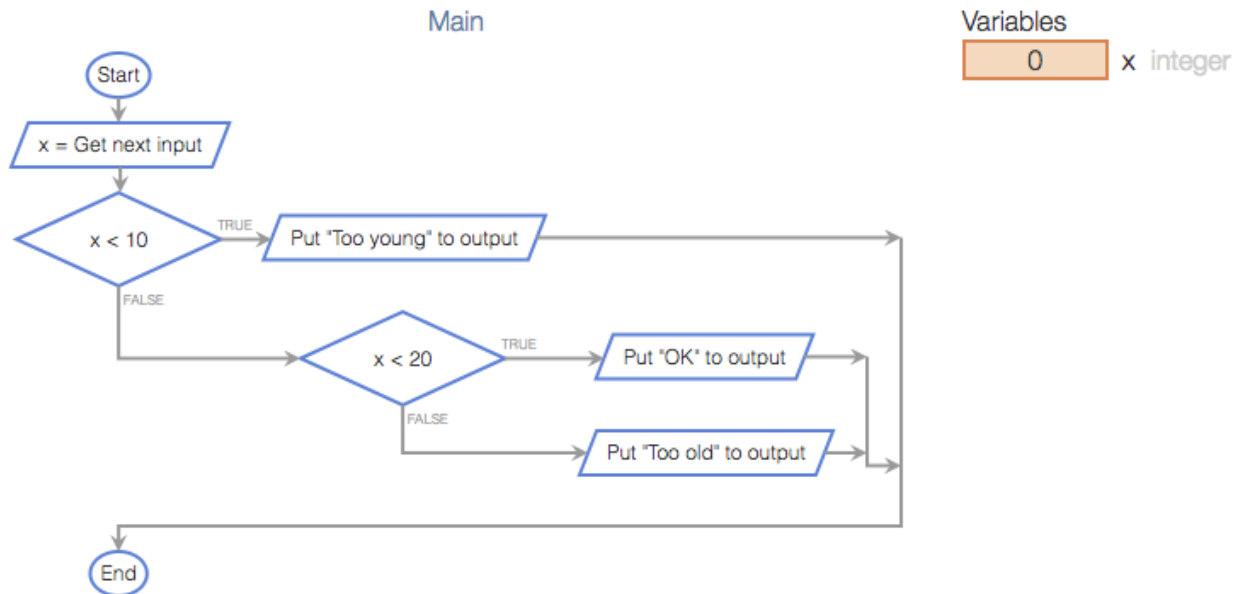 Main
Variables
0 x integer
Start
x = Get next input
x < 10
TRUE
Put "Too young" to output
FALSE
x < 20
TRUE
Put "OK" to output
FALSE
Put "Too old" to output
End